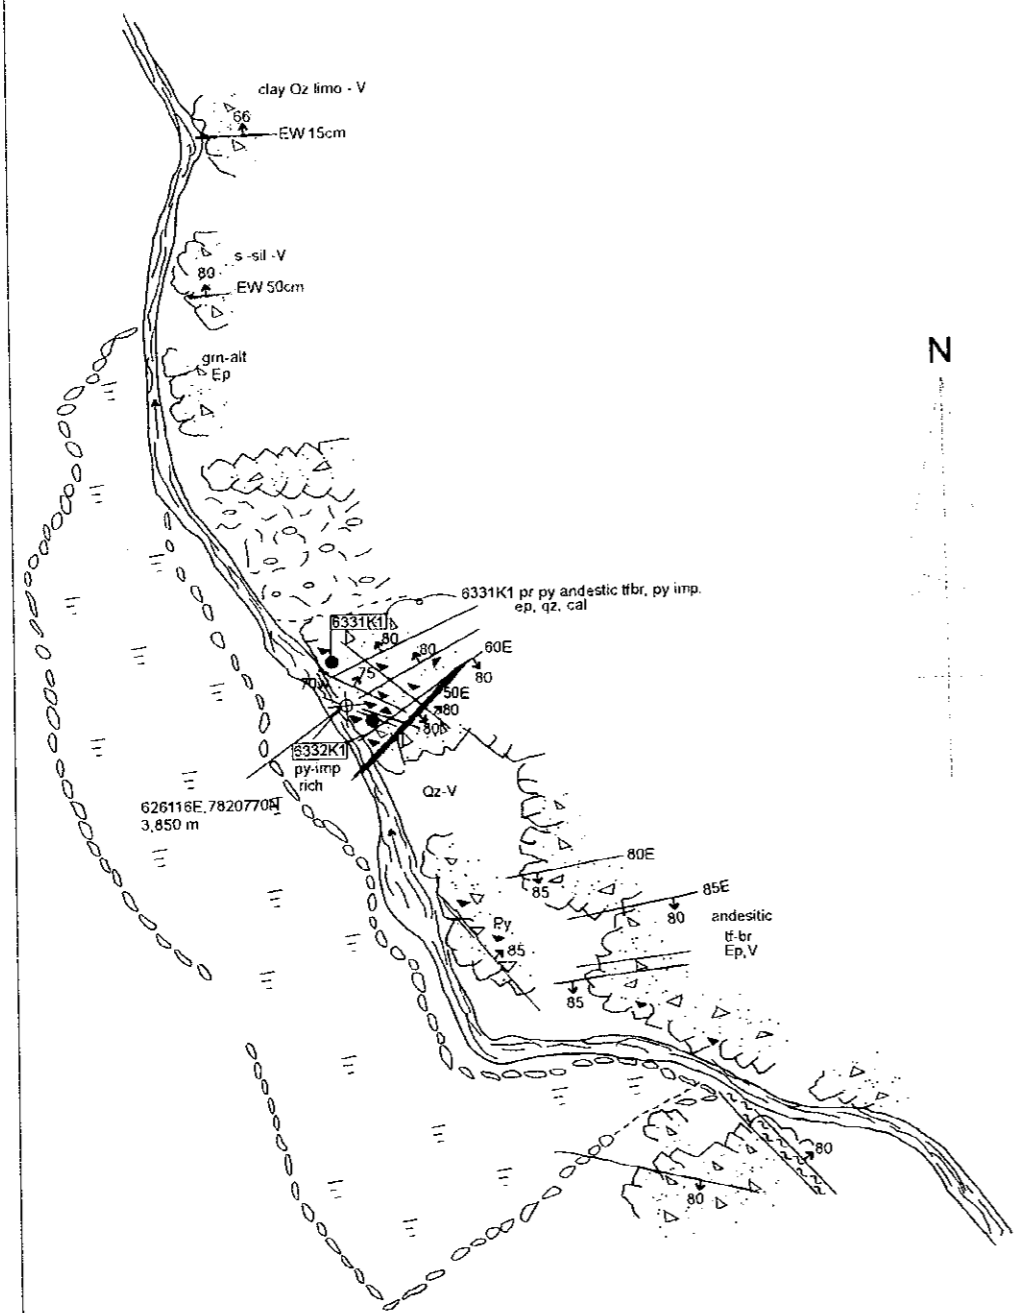 clay Qz limo - V
66
EW 15cm
s -sil -V
80
EW 50cm
grn-alt
Ep
N
6331K1 pr py andestic tfbr, py imp.
ep, qz, cal
6331K1
80
80
60E
80
75
70
50E
80
80
6332K1
py-imp
rich
Qz-V
626116E,7820770N
3,850 m
80E
85
85E
80
andesitic
tf-br
Ep,V
Py
85
85
80
80